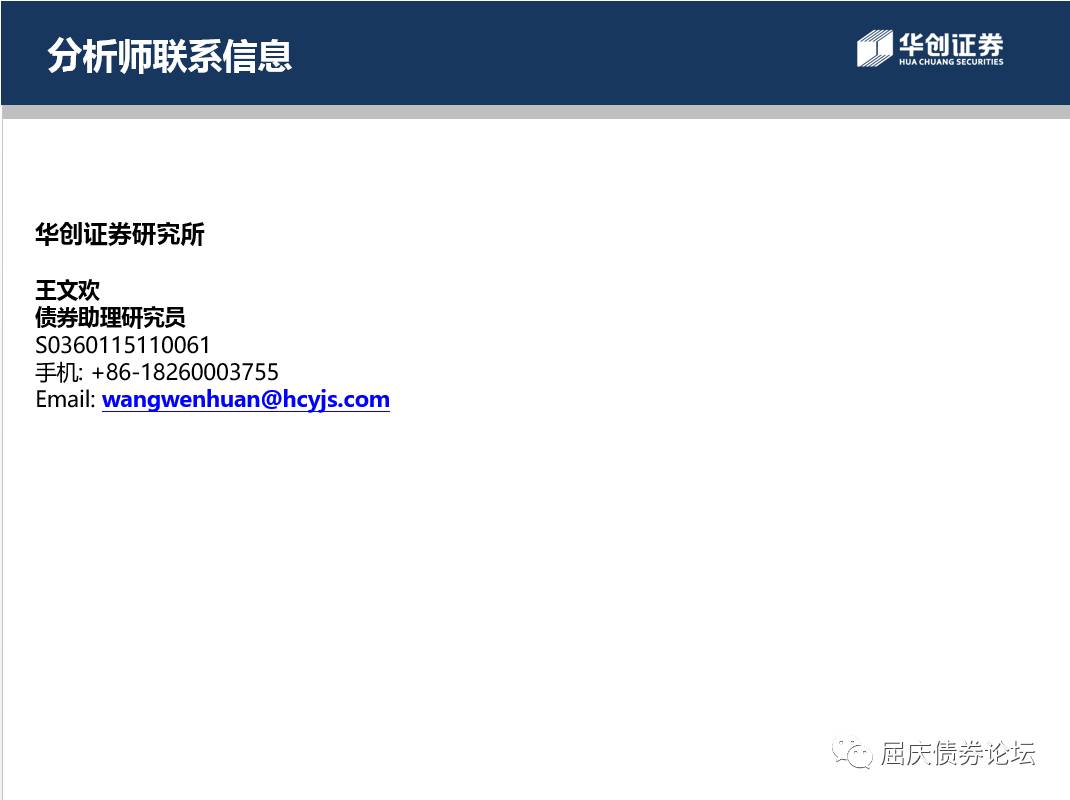 分析师联系信息
华创证券
HUA CHUANG SECURITIES
华创证券研究所
王文欢
债券助理研究员
S0360115110061
手机: +86-18260003755
Email: wangwenhuan@hcyjs.com
屈庆债券论坛